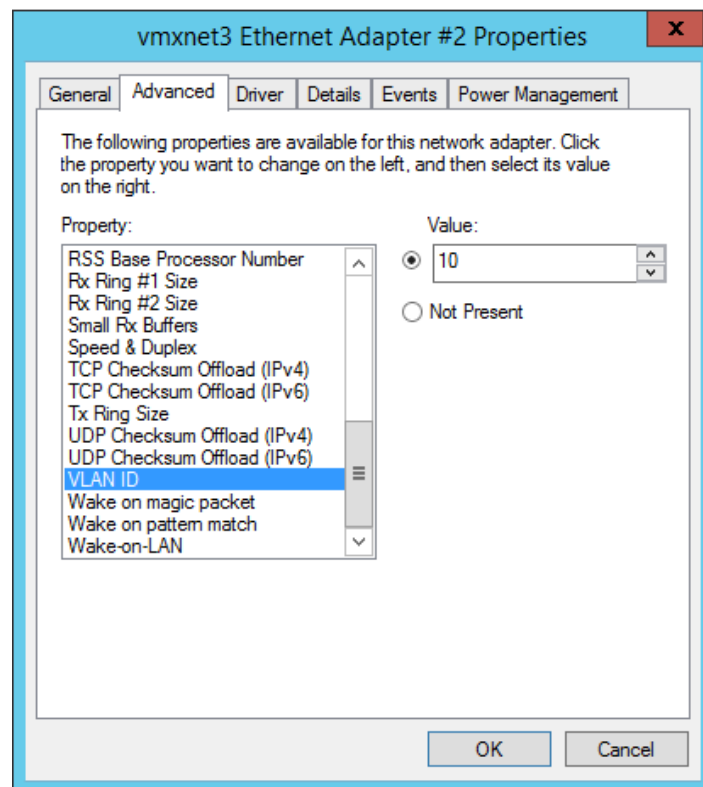 vmxnet3 Ethernet Adapter #2 Properties
x
General Advanced Driver Details Events Power Management
The following properties are available for this network adapter. Click
the property you want to change on the left, and then select its value
on the right.
Property:
Value:
RSS Base Processor Number
Rx Ring #1 Size
Rx Ring #2 Size
Small Rx Buffers
Speed & Duplex
TCP Checksum Offload (IPv4)
TCP Checksum Offload (IPv6)
Tx Ring Size
UDP Checksum Offload (IPv4)
UDP Checksum Offload (IPv6)
VLAN ID
Wake on magic packet
Wake on pattern match
Wake-on-LAN
10
Not Present
OK
Cancel